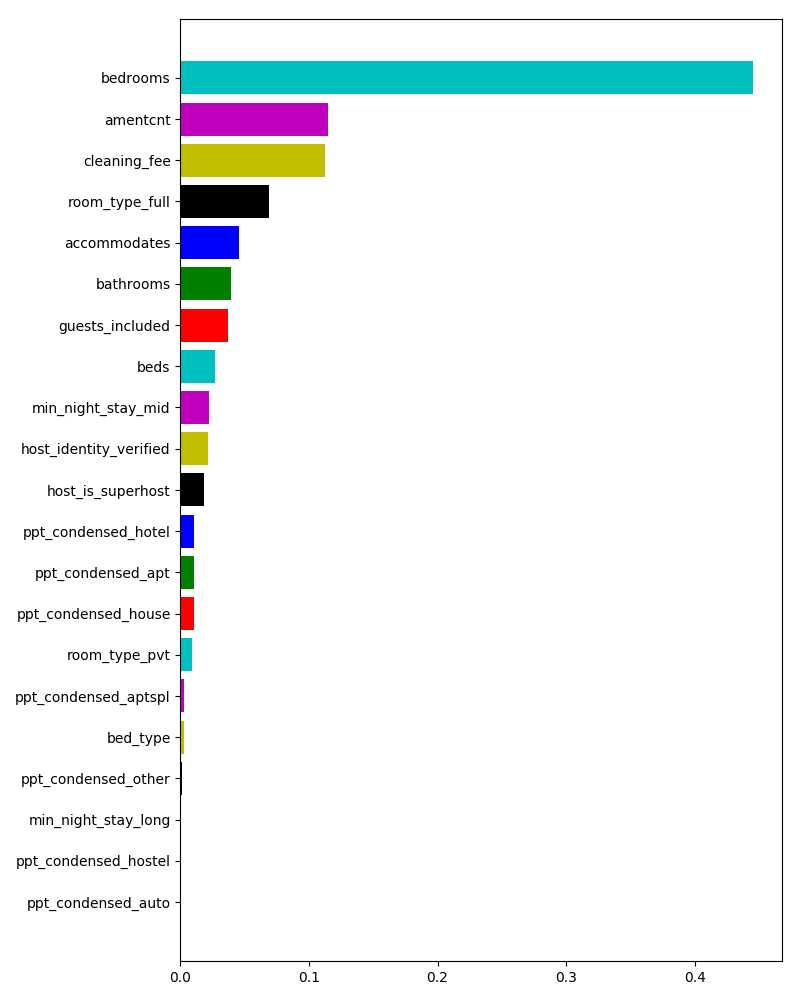 bedrooms
amentcnt
cleaning_fee
room_type_full
accommodates
bathrooms
guests_included
beds
min_night_stay_mid
host_identity_verified
host_is_superhost
ppt_condensed_hotel
ppt_condensed_apt
ppt_condensed_house
room_type_pvt
ppt_condensed_aptspl
bed_type
ppt_condensed_other
min_night_stay_long
ppt_condensed_hostel
ppt_condensed_auto
0.0 0.1 0.2 0.3 0.4